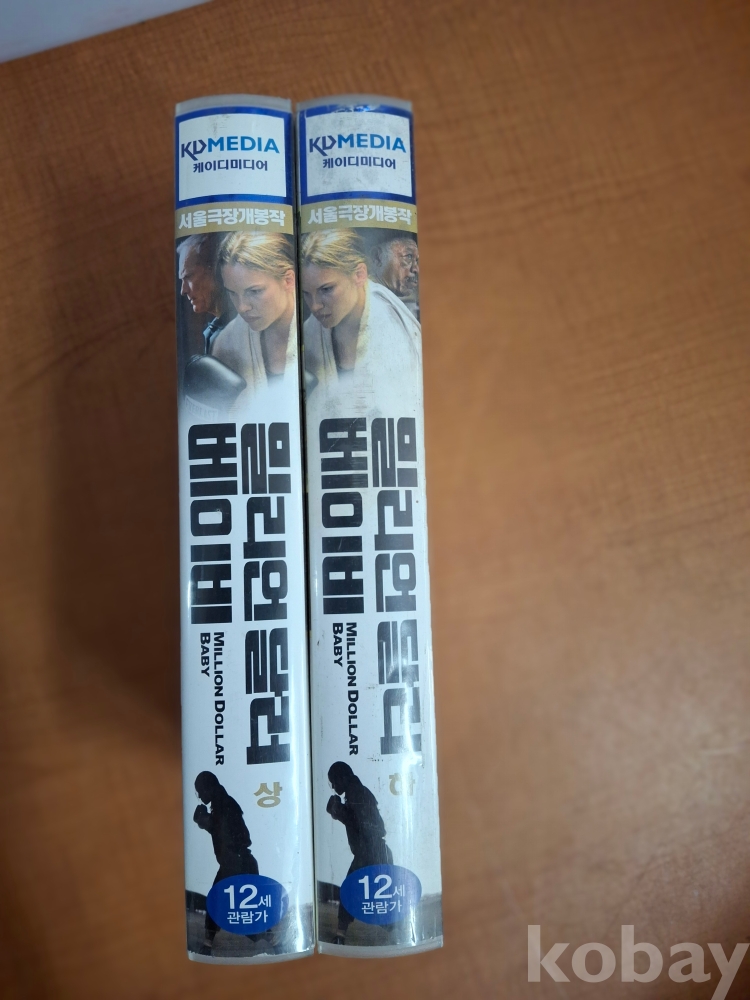 KDMEDIA
케이디미디어
서울극장개봉작
밀리언 달러
베이비
MILLION DOLLAR
BABY
상
12세
관람가
KDMEDIA
케이디미디어
서울극장개봉작
밀리언 달러
베이비
MILLION DOLLAR
BABY
하
12세
관람가
kobay